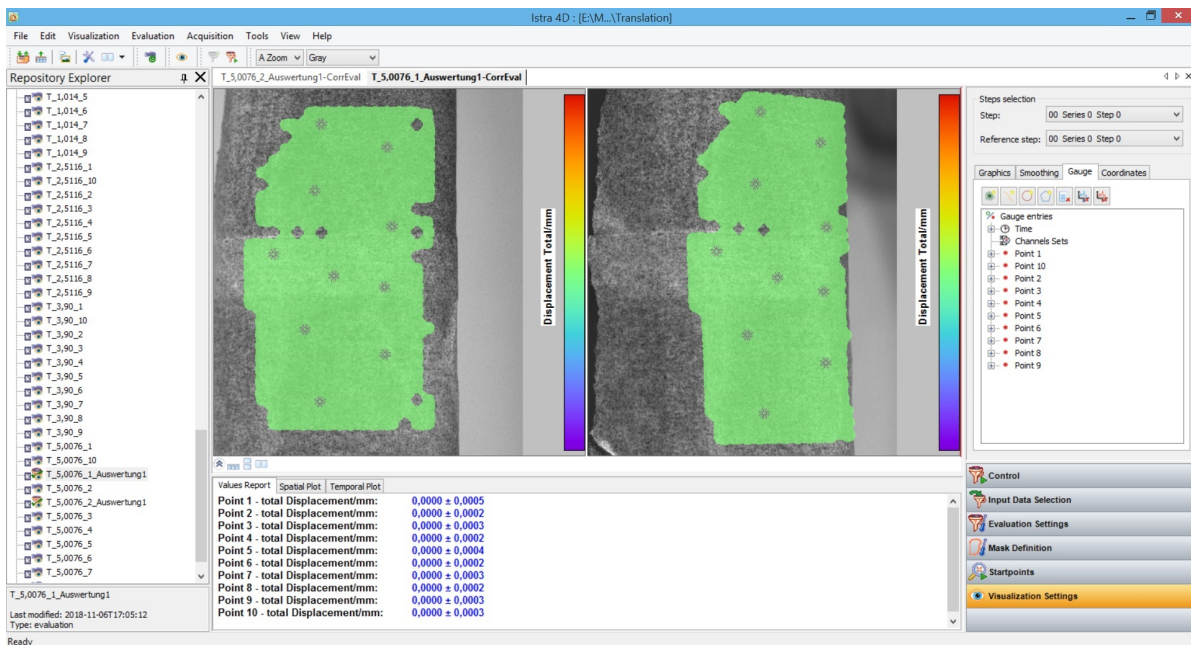 Istra 4D : [E:\M...\Translation]
File Edit Visualization Evaluation Acquisition Tools View Help
A Zoom Gray
Repository Explorer
T_1,014_5
T_1,014_6
T_1,014_7
T_1,014_8
T_1,014_9
T_2,5116_1
T_2,5116_10
T_2,5116_2
T_2,5116_3
T_2,5116_4
T_2,5116_5
T_2,5116_6
T_2,5116_7
T_2,5116_8
T_2,5116_9
T_3,90_1
T_3,90_10
T_3,90_2
T_3,90_3
T_3,90_4
T_3,90_5
T_3,90_6
T_3,90_7
T_3,90_8
T_3,90_9
T_5,0076_1
T_5,0076_10
T_5,0076_1_Auswertung1
T_5,0076_2
T_5,0076_2_Auswertung1
T_5,0076_3
T_5,0076_4
T_5,0076_5
T_5,0076_6
T_5,0076_7
T_5,0076_1_Auswertung1
Last modified: 2018-11-06T17:05:12
Type: evaluation
Ready
T_5,0076_2_Auswertung1-CorrEval T_5,0076_1_Auswertung1-CorrEval
Displacement Total/mm
Displacement Total/mm
Values Report Spatial Plot Temporal Plot
Point 1 - total Displacement/mm: 0,0000 ± 0,0005
Point 2 - total Displacement/mm: 0,0000 ± 0,0002
Point 3 - total Displacement/mm: 0,0000 ± 0,0003
Point 4 - total Displacement/mm: 0,0000 ± 0,0002
Point 5 - total Displacement/mm: 0,0000 ± 0,0004
Point 6 - total Displacement/mm: 0,0000 ± 0,0002
Point 7 - total Displacement/mm: 0,0000 ± 0,0003
Point 8 - total Displacement/mm: 0,0000 ± 0,0002
Point 9 - total Displacement/mm: 0,0000 ± 0,0003
Point 10 - total Displacement/mm: 0,0000 ± 0,0003
Steps selection
Step: 00 Series 0 Step 0
Reference step: 00 Series 0 Step 0
Graphics Smoothing Gauge Coordinates
Gauge entries
Time
Channels Sets
Point 1
Point 10
Point 2
Point 3
Point 4
Point 5
Point 6
Point 7
Point 8
Point 9
Control
Input Data Selection
Evaluation Settings
Mask Definition
Startpoints
Visualization Settings